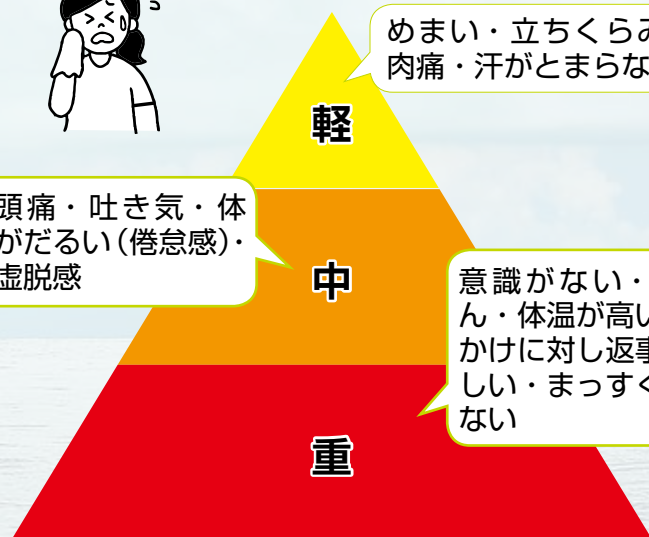 めまい・立ちくらみ
肉痛・汗がとまらな
軽
頭痛・吐き気・体
がだるい（倦怠感）・
虚脱感
中
意識がない・
ん・体温が高い
かけに対し返事
しい・まっすぐ
ない
重